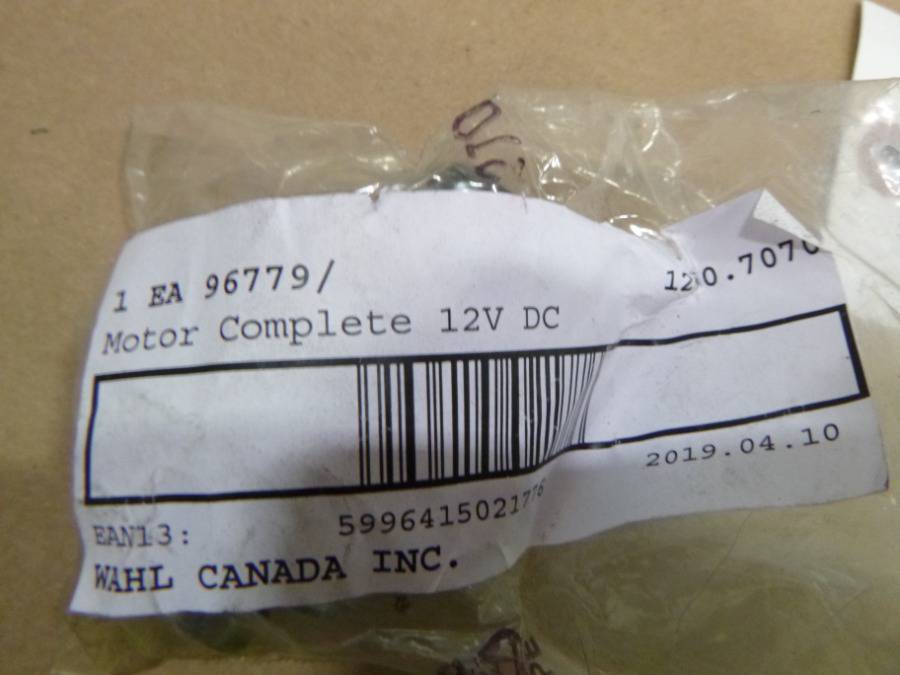 1 EA 96779/
120.7070
Motor Complete 12V DC
2019.04.10
EAN13:
5996415021776
WAHL CANADA INC.